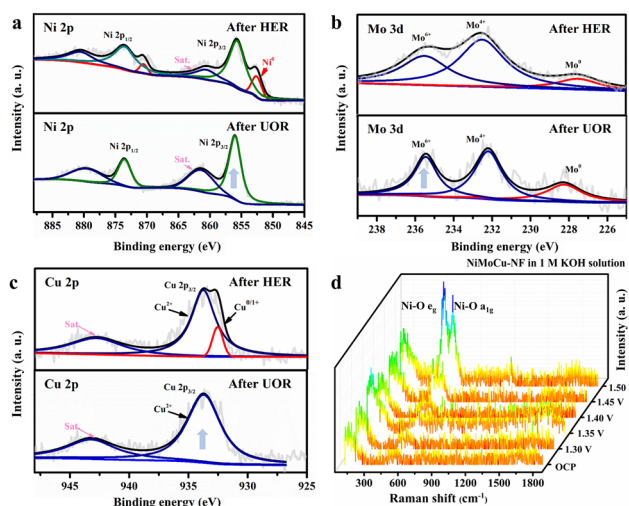 a
Ni 2p
After HER
Ni 2p1/2
Ni 2p3/2
Sat.
Ni0
Ni 2p
After UOR
Ni 2p1/2
Ni 2p3/2
Sat.
Intensity (a. u.)
885 878 870 863 855 848 845
Binding energy (eV)
b
Mo 3d
After HER
Mo6+
Mo4+
Mo0
Mo 3d
After UOR
Mo6+
Mo4+
Mo0
Intensity (a. u.)
239 236 234 232 230 228 226
Binding energy (eV)
c
Cu 2p
After HER
Cu 2p3/2
Cu2+
Cu0/1+
Sat.
Cu 2p
After UOR
Cu 2p3/2
Cu2+
Sat.
Intensity (a. u.)
945 940 935 930 925
Binding energy (eV)
NiMoCu-NF in 1 M KOH solution
d
Ni-O eg
Ni-O a1g
Intensity (a. u.)
1.50
1.45 V
1.40 V
1.35 V
1.30 V
OCP
300 600 900 1200 1500 1800
Raman shift (cm-1)